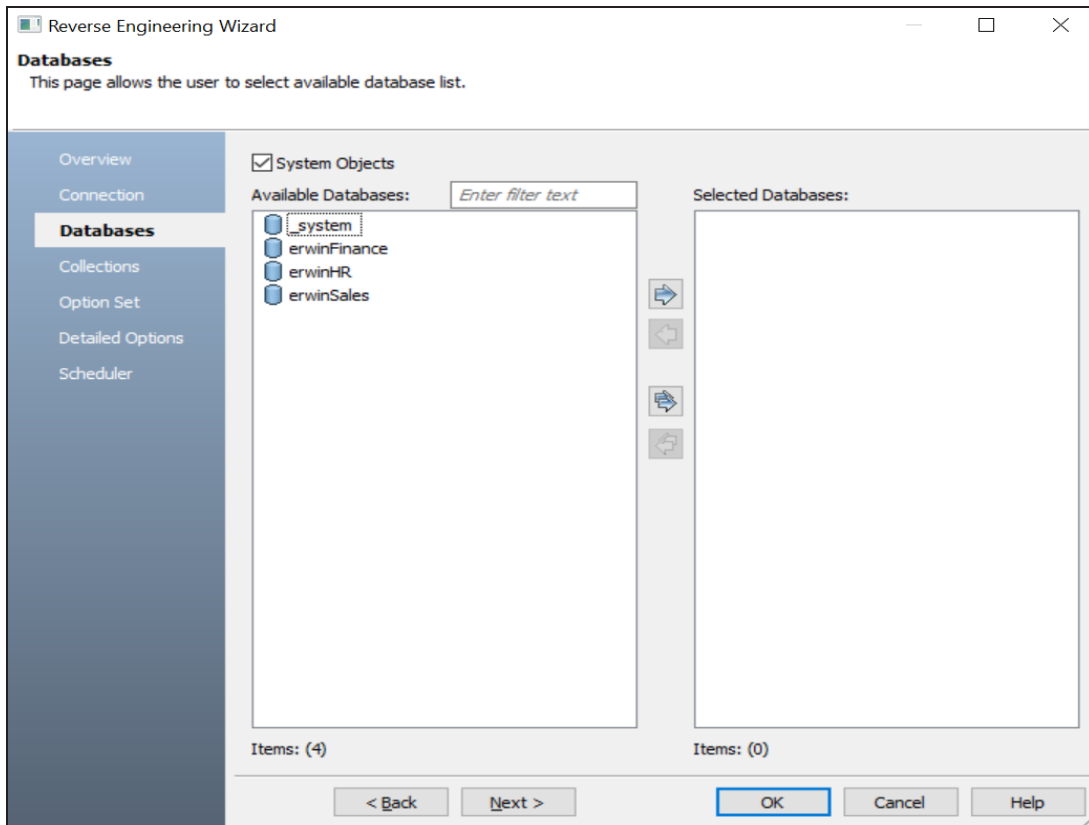 Reverse Engineering Wizard
Databases
This page allows the user to select available database list.
Overview
Connection
Databases
Collections
Option Set
Detailed Options
Scheduler
System Objects
Available Databases:
Enter filter text
_system
erwinFinance
erwinHR
erwinSales
Items: (4)
Selected Databases:
Items: (0)
< Back
Next >
OK
Cancel
Help